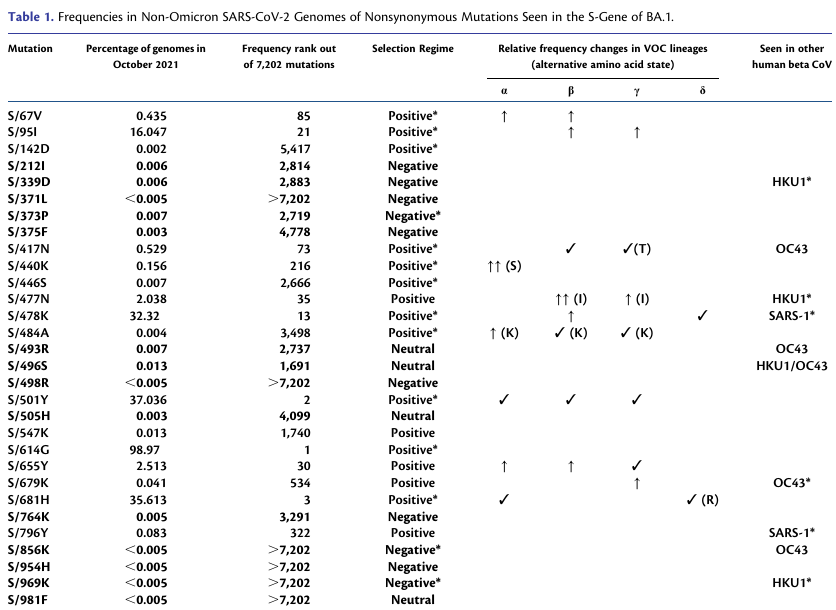 Table 1. Frequencies in Non-Omicron SARS-CoV-2 Genomes of Nonsynonymous Mutations Seen in the S-Gene of BA.1.
Mutation Percentage of genomes in October 2021 Frequency rank out of 7,202 mutations Selection Regime Relative frequency changes in VOC lineages (alternative amino acid state) Seen in other human beta CoV
α β γ δ
S/67V 0.435 85 Positive* ↑ ↑
S/95I 16.047 21 Positive* ↑ ↑
S/142D 0.002 5,417 Positive*
S/212I 0.006 2,814 Negative
S/339D 0.006 2,883 Negative HKU1*
S/371L <0.005 >7,202 Negative
S/373P 0.007 2,719 Negative*
S/375F 0.003 4,778 Negative
S/417N 0.529 73 Positive* ✓ ✓(T) OC43
S/440K 0.156 216 Positive* ↑↑ (S)
S/446S 0.007 2,666 Positive*
S/477N 2.038 35 Positive ↑↑ (I) ↑ (I) HKU1*
S/478K 32.32 13 Positive* ↑ ✓ SARS-1*
S/484A 0.004 3,498 Positive* ↑ (K) ✓ (K) ✓ (K)
S/493R 0.007 2,737 Neutral OC43
S/496S 0.013 1,691 Neutral HKU1/OC43
S/498R <0.005 >7,202 Negative
S/501Y 37.036 2 Positive* ✓ ✓ ✓
S/505H 0.003 4,099 Neutral
S/547K 0.013 1,740 Positive
S/614G 98.97 1 Positive*
S/655Y 2.513 30 Positive ↑ ↑ ✓
S/679K 0.041 534 Positive ↑ OC43*
S/681H 35.613 3 Positive* ✓ ✓ (R)
S/764K 0.005 3,291 Negative
S/796Y 0.083 322 Positive SARS-1*
S/856K <0.005 >7,202 Negative* OC43
S/954H <0.005 >7,202 Negative
S/969K <0.005 >7,202 Negative* HKU1*
S/981F <0.005 >7,202 Neutral